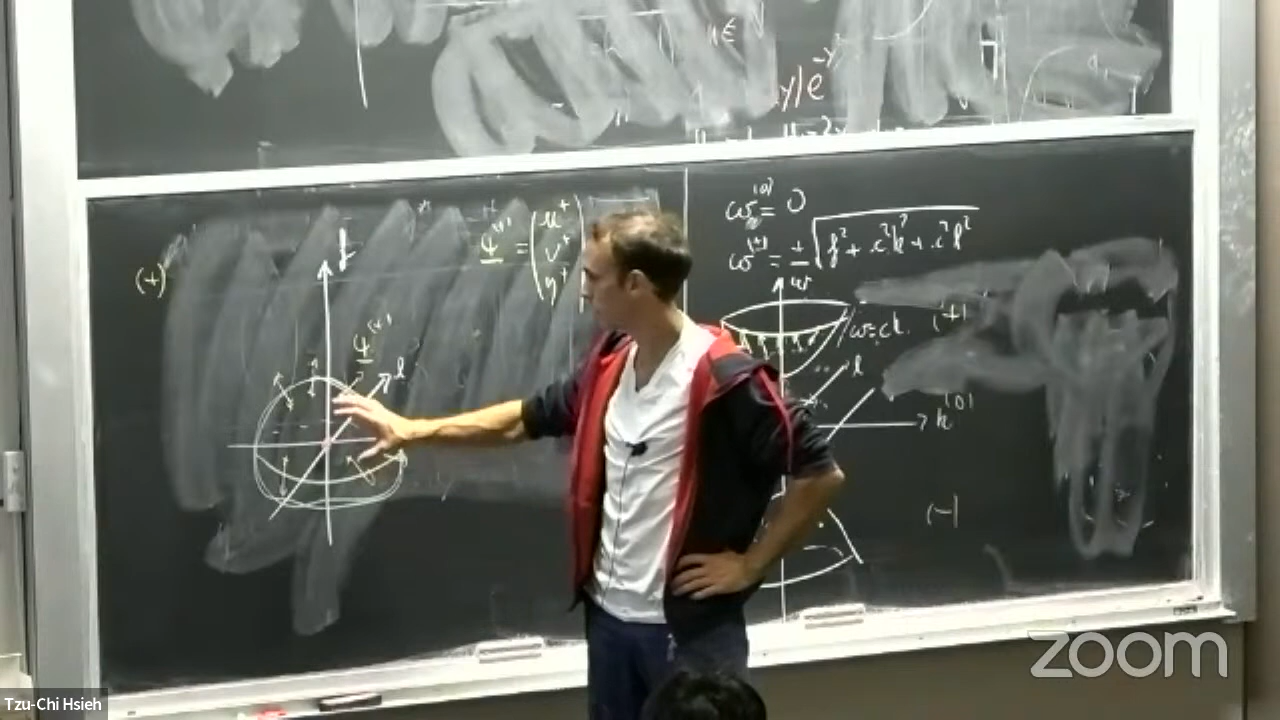 ∈ ℕ
y)e^{-y
(+)
f
Ψ^{(+)} = (u^+
v^+
η^+)
Ψ^{(+)}
l
ω^{(0)} = 0
ω^{(±)} = ±√(f² + c²k² + c²l²)
ω
ω=ck
(+)
l
k
(0)
(-)
zoom
Tzu-Chi Hsieh